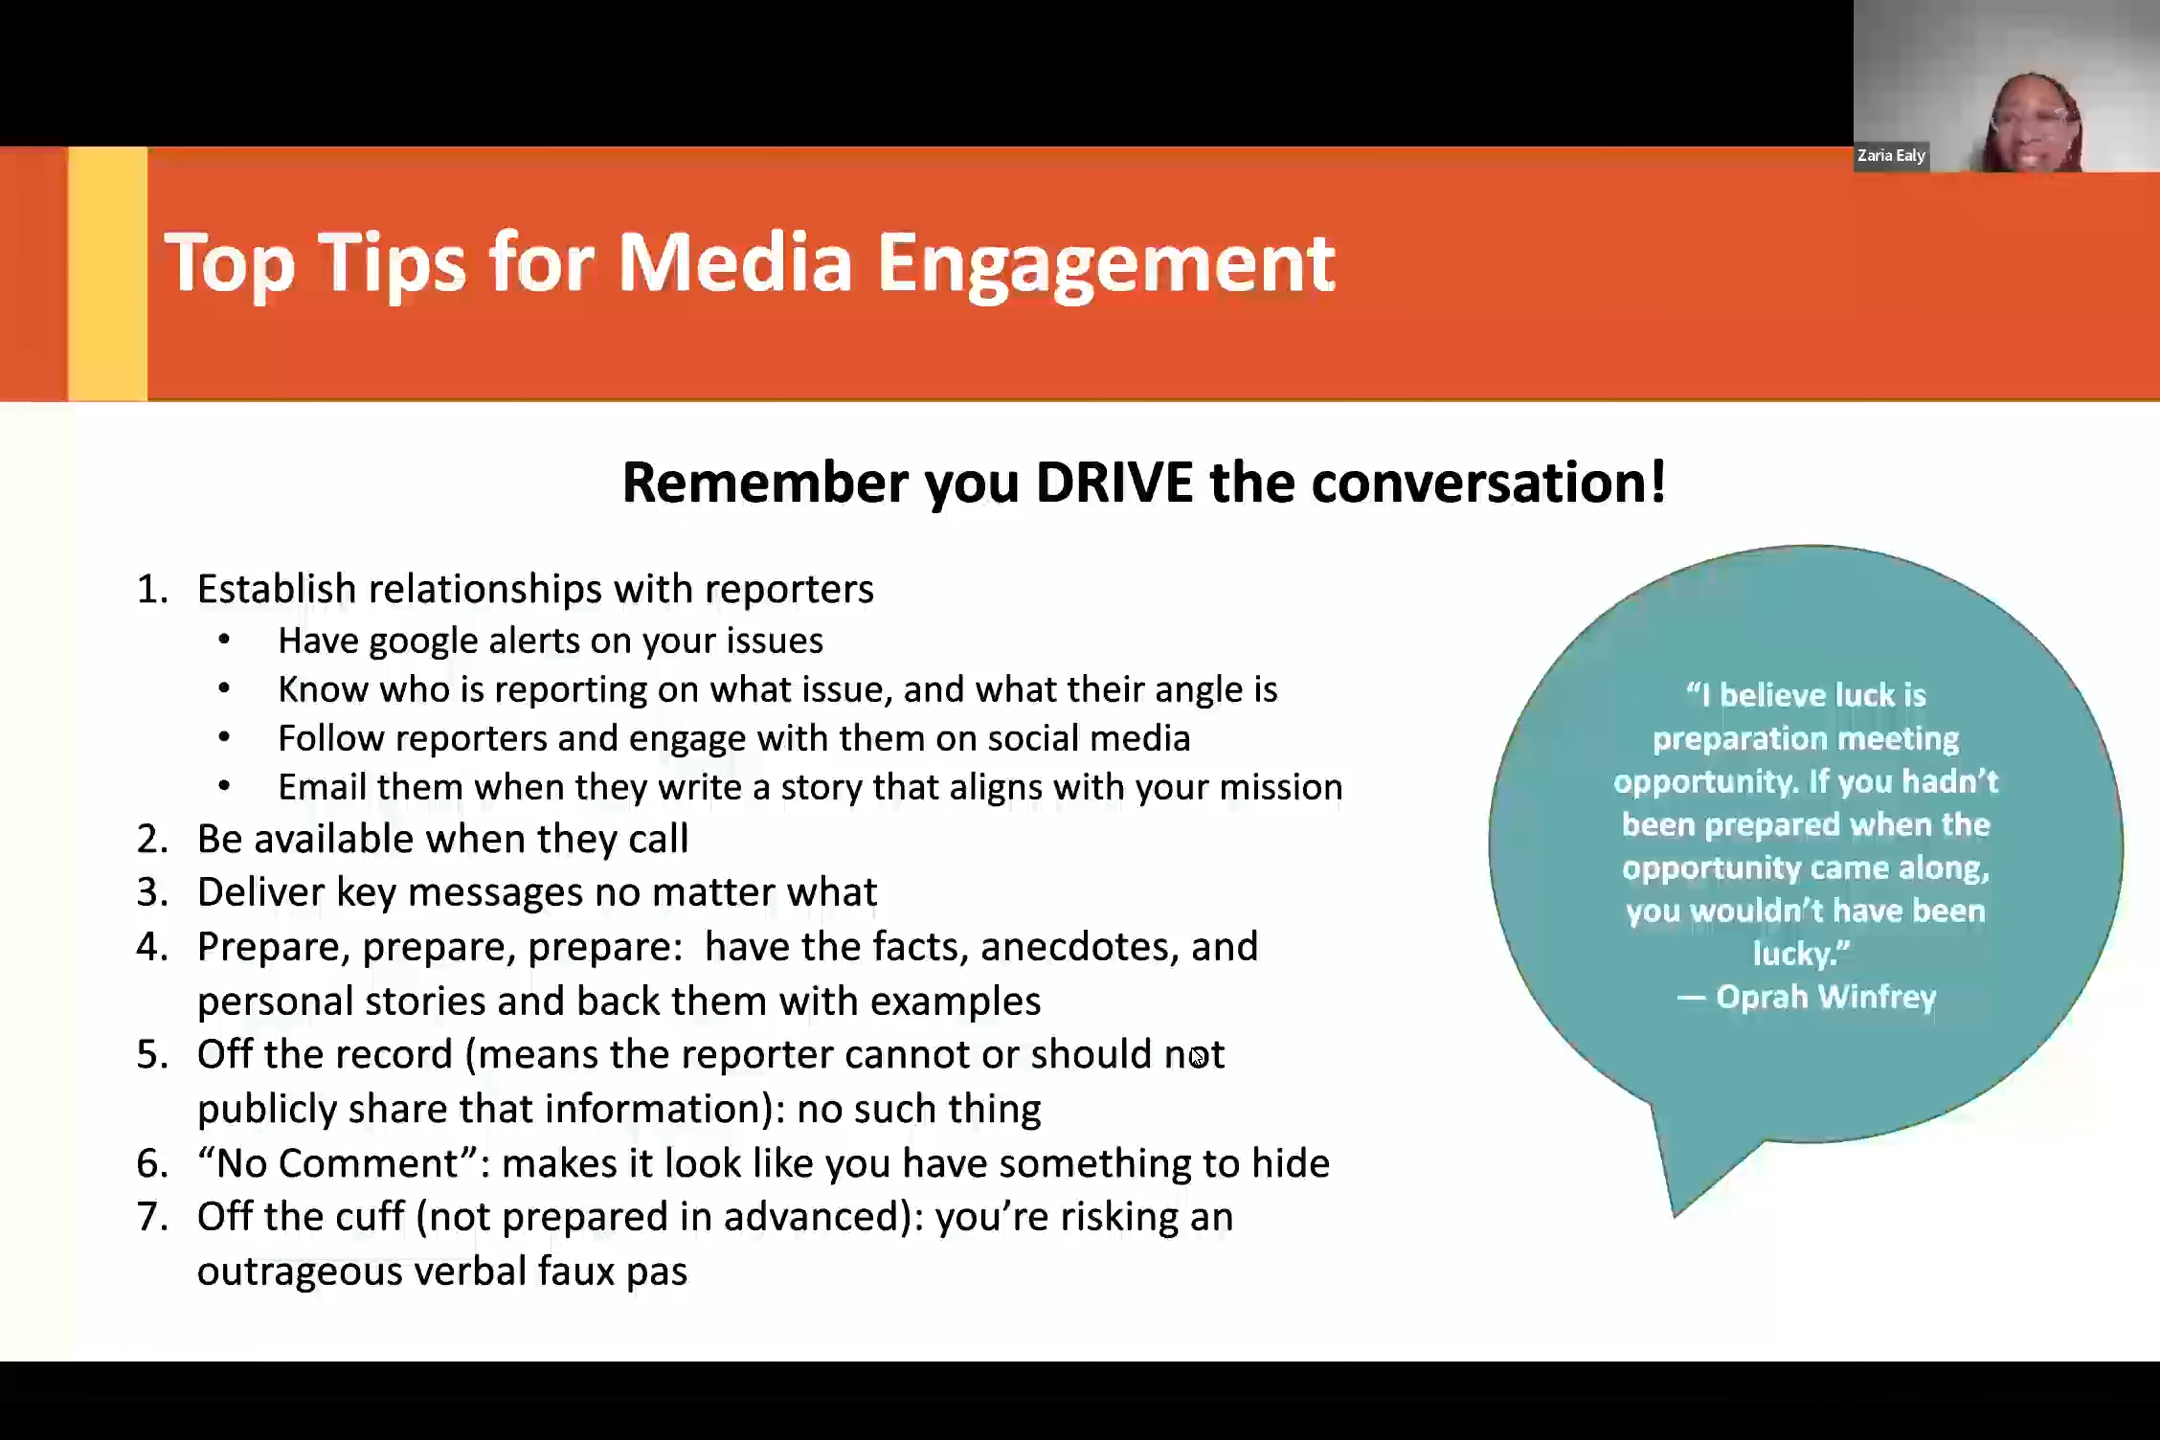 Zaria Ealy
Top Tips for Media Engagement
Remember you DRIVE the conversation!
1. Establish relationships with reporters
• Have google alerts on your issues
• Know who is reporting on what issue, and what their angle is
• Follow reporters and engage with them on social media
• Email them when they write a story that aligns with your mission
2. Be available when they call
3. Deliver key messages no matter what
4. Prepare, prepare, prepare:  have the facts, anecdotes, and
personal stories and back them with examples
5. Off the record (means the reporter cannot or should not
publicly share that information): no such thing
6. “No Comment”: makes it look like you have something to hide
7. Off the cuff (not prepared in advanced): you’re risking an
outrageous verbal faux pas
“I believe luck is
preparation meeting
opportunity. If you hadn’t
been prepared when the
opportunity came along,
you wouldn’t have been
lucky.”
— Oprah Winfrey